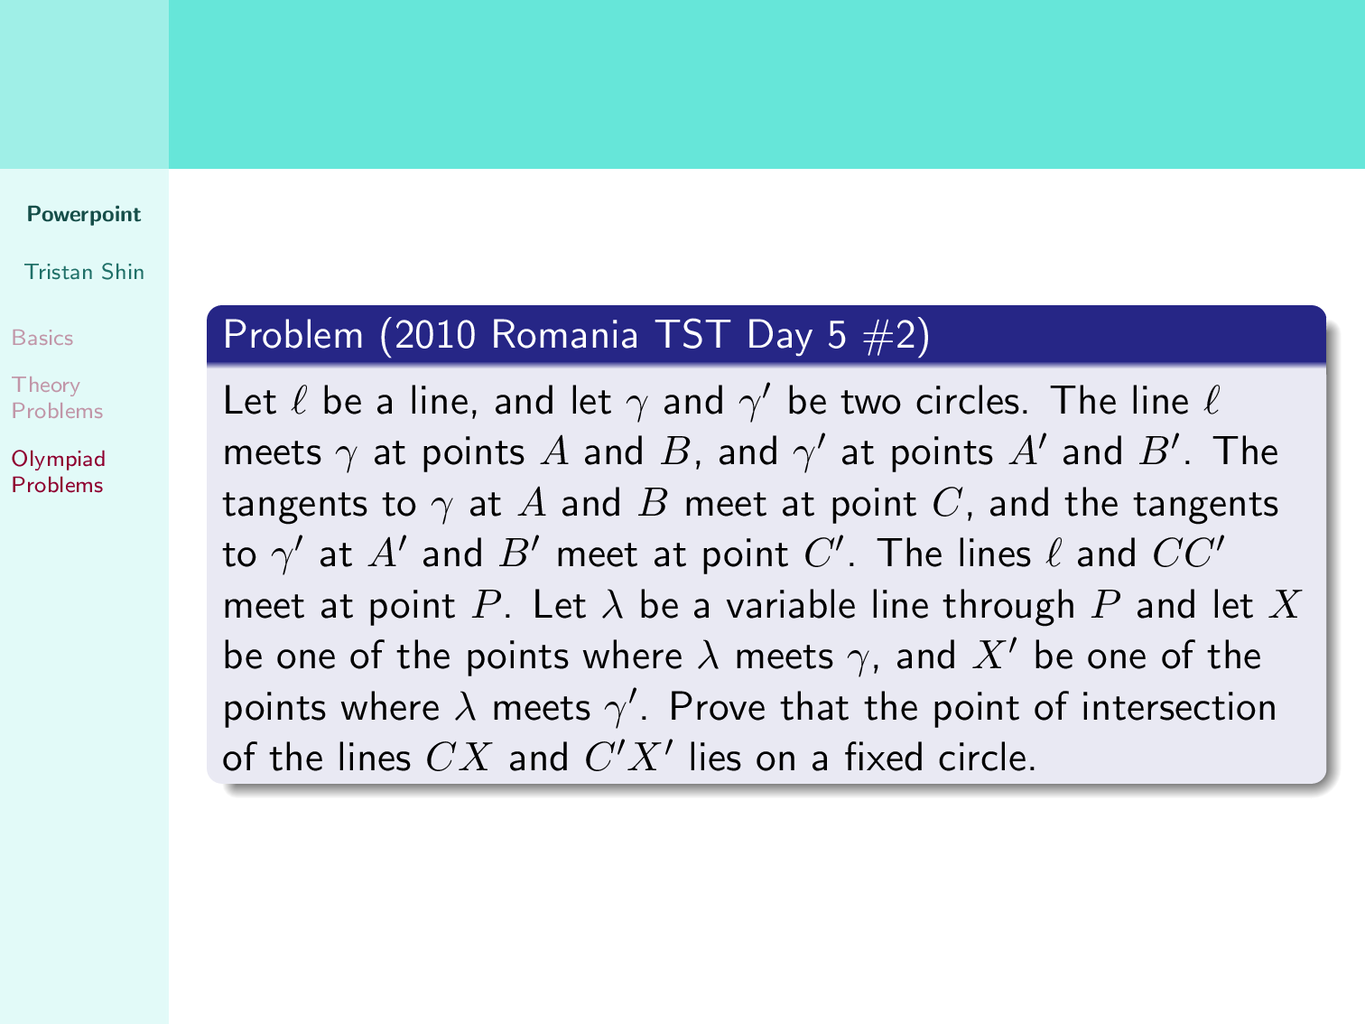 Powerpoint
Tristan Shin
Basics
Theory
Problems
Olympiad
Problems
Problem (2010 Romania TST Day 5 #2)
Let ℓ be a line, and let γ and γ′ be two circles. The line ℓ
meets γ at points A and B, and γ′ at points A′ and B′. The
tangents to γ at A and B meet at point C, and the tangents
to γ′ at A′ and B′ meet at point C′. The lines ℓ and CC′
meet at point P. Let λ be a variable line through P and let X
be one of the points where λ meets γ, and X′ be one of the
points where λ meets γ′. Prove that the point of intersection
of the lines CX and C′X′ lies on a fixed circle.